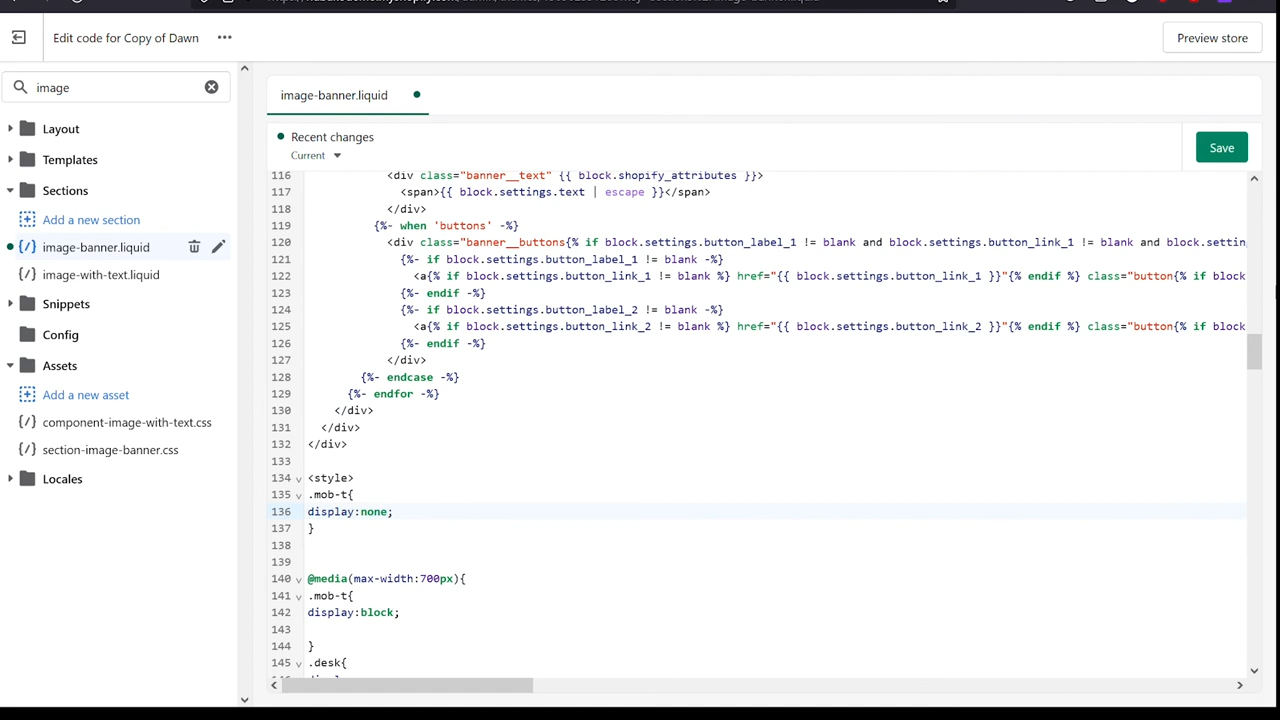 Edit code for Copy of Dawn
Preview store
image
image-banner.liquid
Layout
Recent changes
Templates
Current
Save
Sections
Add a new section
image-banner.liquid
image-with-text.liquid
Snippets
Config
Assets
Add a new asset
component-image-with-text.css
section-image-banner.css
Locales
116 <div class="banner__text" {{ block.shopify_attributes }}>
117 <span>{{ block.settings.text | escape }}</span>
118 </div>
119 {%- when 'buttons' -%}
120 <div class="banner__buttons{% if block.settings.button_label_1 != blank and block.settings.button_link_1 != blank and block.settin
121 {%- if block.settings.button_label_1 != blank -%}
122 <a{% if block.settings.button_link_1 != blank %} href="{{ block.settings.button_link_1 }}"{% endif %} class="button{% if block
123 {%- endif -%}
124 {%- if block.settings.button_label_2 != blank -%}
125 <a{% if block.settings.button_link_2 != blank %} href="{{ block.settings.button_link_2 }}"{% endif %} class="button{% if block
126 {%- endif -%}
127 </div>
128 {%- endcase -%}
129 {%- endfor -%}
130 </div>
131 </div>
132 </div>
133
134 <style>
135 .mob-t{
136 display:none;
137 }
138
139
140 @media(max-width:700px){
141 .mob-t{
142 display:block;
143
144 }
145 .desk{